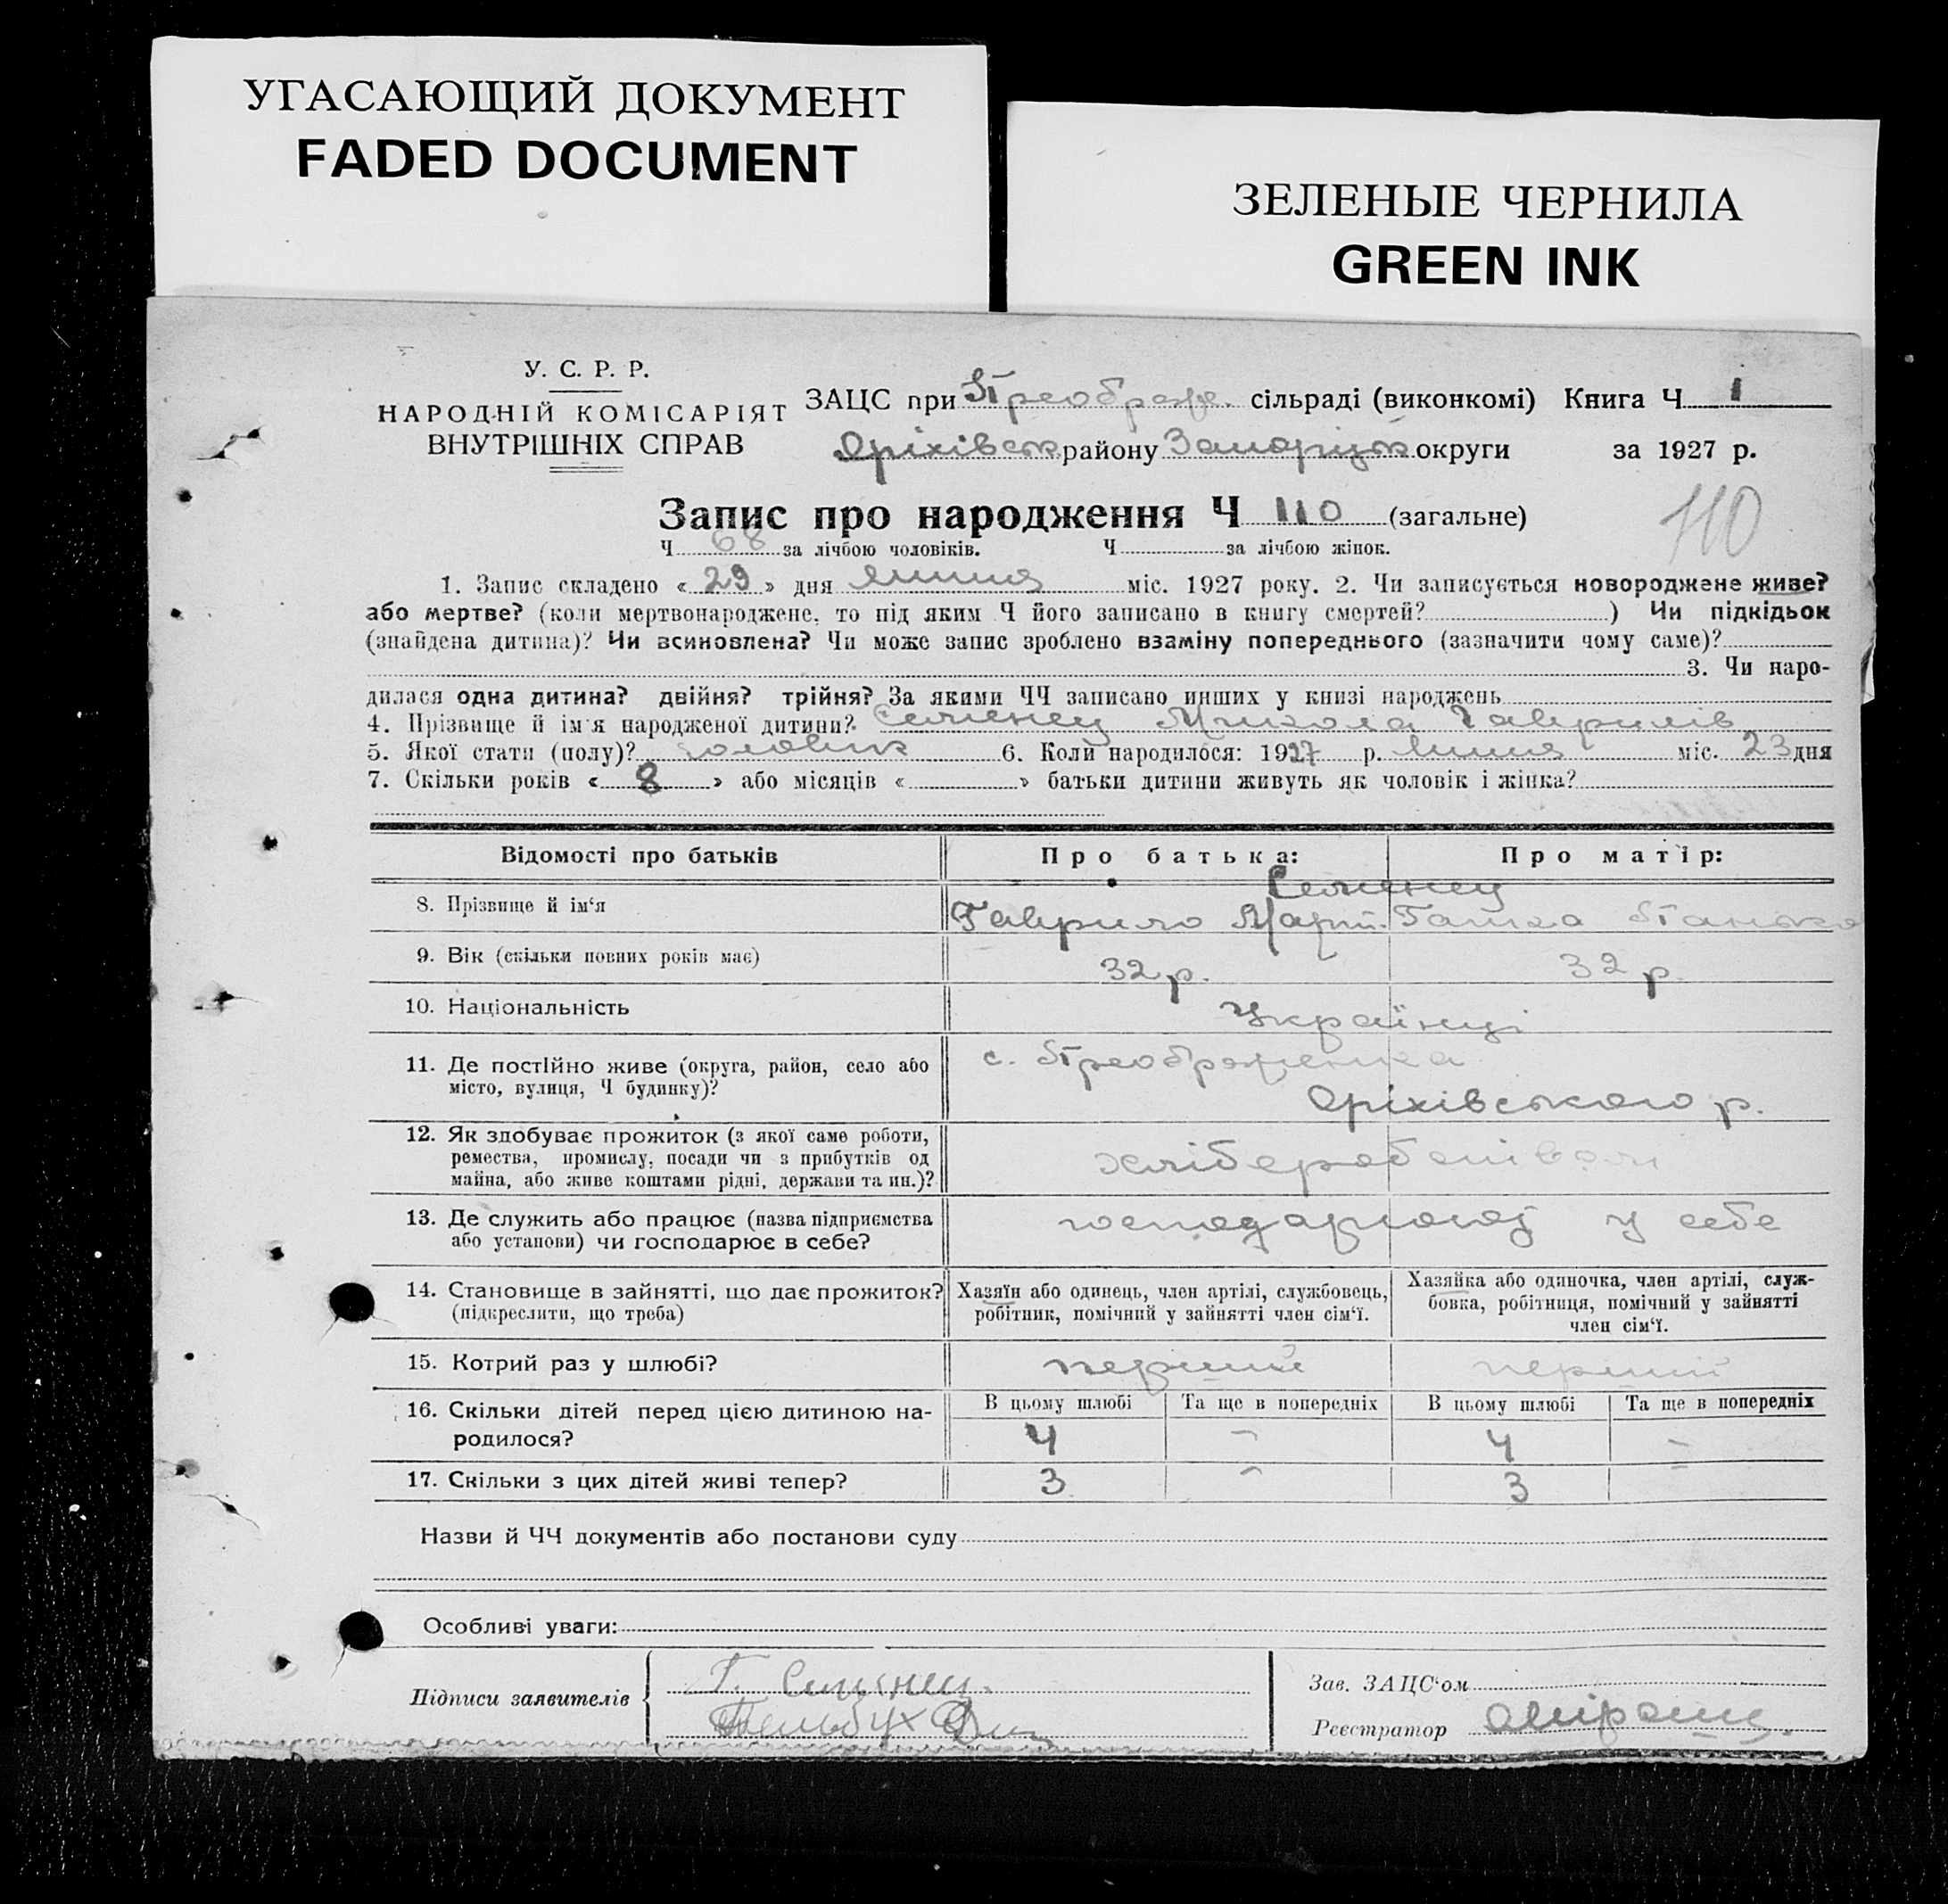 УГАСАЮЩИЙ ДОКУМЕНТ
FADED DOCUMENT
ЗЕЛЕНЫЕ ЧЕРНИЛА
GREEN INK
У. С. Р. Р.
НАРОДНІЙ КОМІСАРІЯТ
ВНУТРІШНІХ СПРАВ
ЗАЦС при Преображ. сільраді (виконкомі) Книга Ч 1
Оріхівськ району Запоріцьк округи за 1927 р.
Запис про народження Ч 110 (загальне)
110
Ч 68 за лічбою чоловіків. Ч за лічбою жінок.
1. Запис складено « 29 » дня липня міс. 1927 року. 2. Чи записується новороджене живе?
або мертве? (коли мертвонароджене, то під яким Ч його записано в книгу смертей? ) Чи підкідьок
(знайдена дитина)? Чи всиновлена? Чи може запис зроблено взаміну попереднього (зазначити чому саме)?
3. Чи наро-
дилася одна дитина? двійня? трійня? За якими ЧЧ записано инших у книзі народжень
4. Прізвище й ім'я народженої дитини? Семенец Микола Гаврилів
5. Якої стати (полу)? чоловик 6. Коли народилося: 1927 р. липня міс. 23 дня
7. Скільки років « 8 » або місяців « » батьки дитини живуть як чоловік і жінка?
Відомості про батьків
Про батька:
Про матір:
8. Прізвище й ім'я
Семенец
Гаврило Март. Гапка
9. Вік (скільки повних років має)
32 р. 32 р.
10. Національність
Українці
11. Де постійно живе (округа, район, село або
місто, вулиця, Ч будинку)?
с. Преображенка
Оріхівського р.
12. Як здобуває прожиток (з якої саме роботи,
ремества, промислу, посади чи з прибутків од
майна, або живе коштами рідні, держави та ин.)?
13. Де служить або працює (назва підприємства
або установи) чи господарює в себе?
у себе
14. Становище в зайнятті, що дає прожиток?
(підкреслити, що треба)
Хазяїн або одинець, член артілі, службовець,
робітник, помічний у зайнятті член сім'ї.
Хазяйка або одиночка, член артілі, служ-
бовка, робітниця, помічний у зайнятті
член сім'ї.
15. Котрий раз у шлюбі?
перший перший
16. Скільки дітей перед цією дитиною на-
родилося?
В цьому шлюбі Та ще в попередніх В цьому шлюбі Та ще в попередніх
4 - 4 -
17. Скільки з цих дітей живі тепер?
3 - 3
Назви й ЧЧ документів або постанови суду
Особливі уваги:
Підписи заявителів
Г. Семенец.
Зав. ЗАЦС'ом
Реєстратор